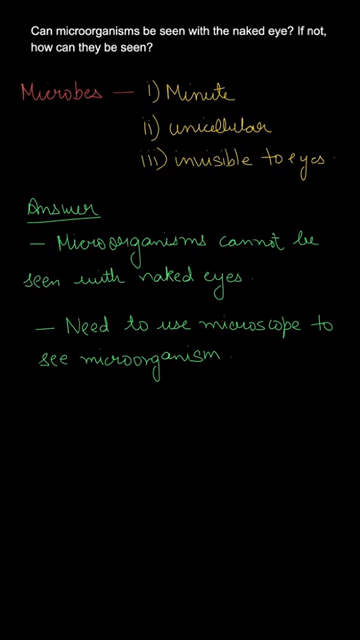 Can microorganisms be seen with the naked eye? If not,
how can they be seen?
Microbes — i) Minute
ii) unicellular
iii) invisible to eyes.
Answer
— Microorganisms cannot be
seen with naked eyes.
— Need to use microscope to
see microorganism.